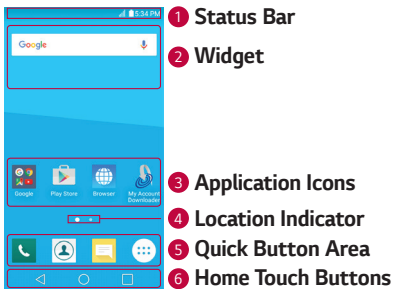 5:34 PM
1 Status Bar
Google
2 Widget
Google Play Store Browser My Account Downloader
3 Application Icons
4 Location Indicator
5 Quick Button Area
6 Home Touch Buttons